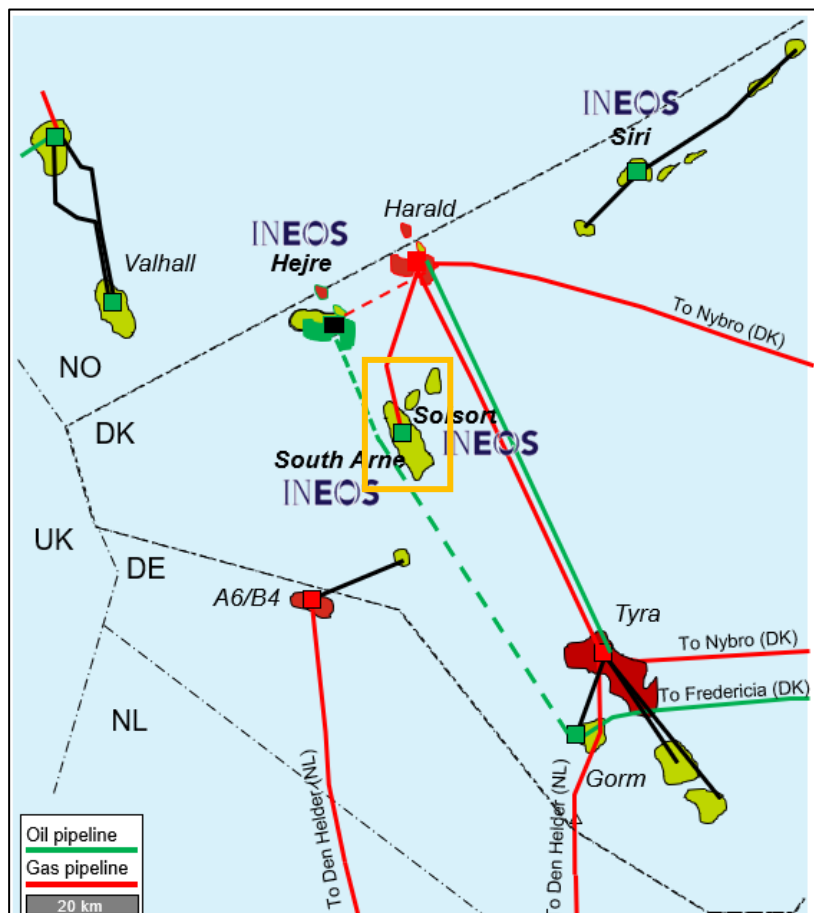 INEOS
Siri
Harald
INEOS
Hejre
Valhall
To Nybro (DK)
NO
DK
Solsort
INEOS
South Arne
INEOS
UK
DE
A6/B4
Tyra
To Nybro (DK)
To Fredericia (DK)
NL
Gorm
To Den Helder (NL)
To Den Helder (NL)
Oil pipeline
Gas pipeline
20 km